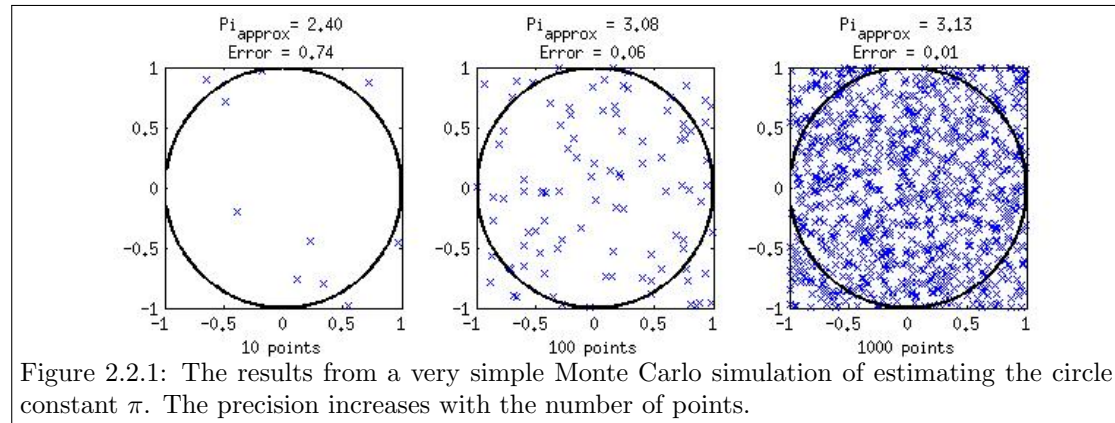 Pi_approx = 2.40
Error = 0.74
1
0.5
0
-0.5
-1
-1 -0.5 0 0.5 1
10 points
Pi_approx = 3.08
Error = 0.06
1
0.5
0
-0.5
-1
-1 -0.5 0 0.5 1
100 points
Pi_approx = 3.13
Error = 0.01
1
0.5
0
-0.5
-1
-1 -0.5 0 0.5 1
1000 points
Figure 2.2.1: The results from a very simple Monte Carlo simulation of estimating the circle
constant π. The precision increases with the number of points.